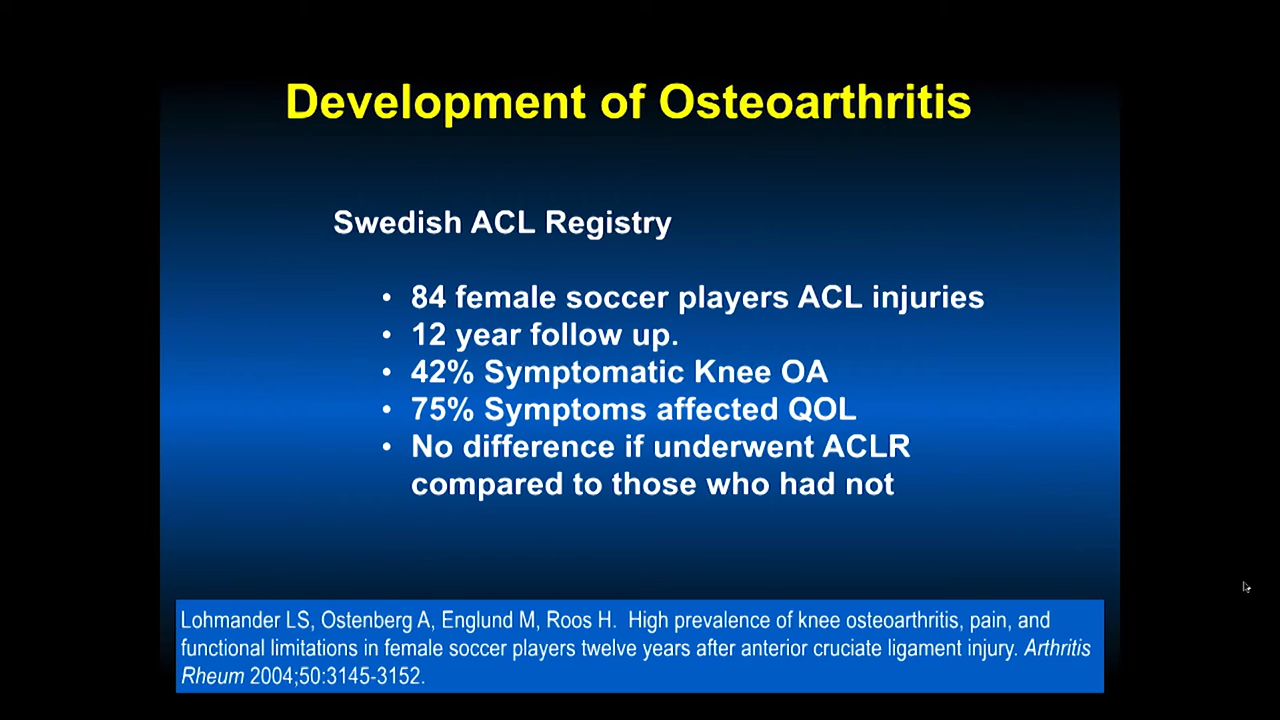 Development of Osteoarthritis
Swedish ACL Registry
• 84 female soccer players ACL injuries
• 12 year follow up.
• 42% Symptomatic Knee OA
• 75% Symptoms affected QOL
• No difference if underwent ACLR
compared to those who had not
Lohmander LS, Ostenberg A, Englund M, Roos H. High prevalence of knee osteoarthritis, pain, and
functional limitations in female soccer players twelve years after anterior cruciate ligament injury. Arthritis
Rheum 2004;50:3145-3152.